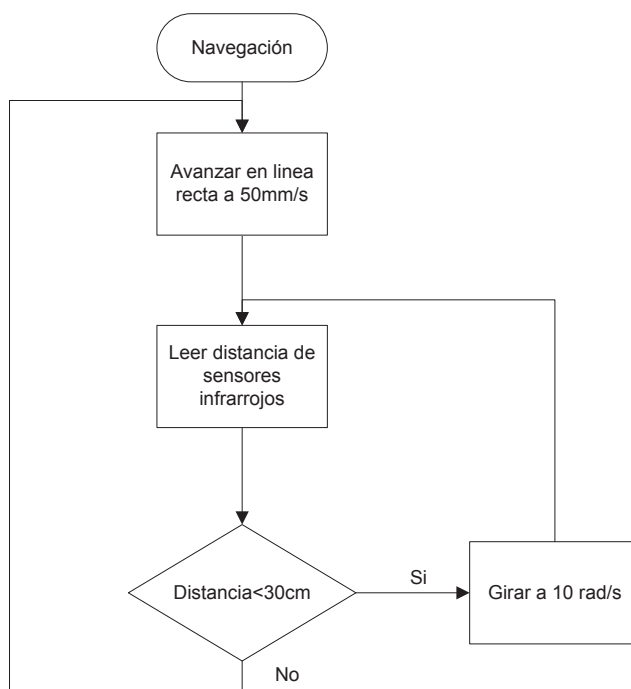 Navegación
Avanzar en linea
recta a 50mm/s
Leer distancia de
sensores
infrarrojos
Distancia<30cm
Si
Girar a 10 rad/s
No